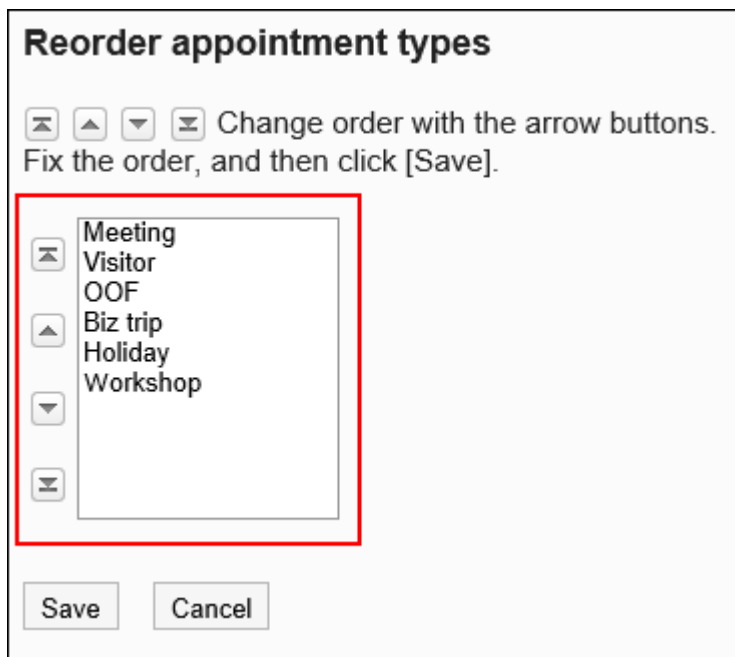 Reorder appointment types
Change order with the arrow buttons.
Fix the order, and then click [Save].
Meeting
Visitor
OOF
Biz trip
Holiday
Workshop
Save Cancel